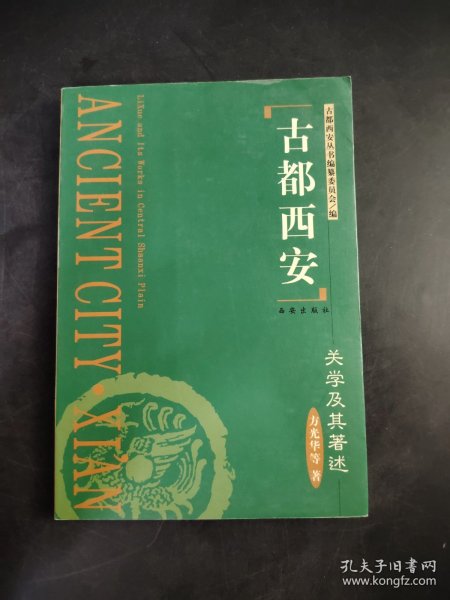 古都西安丛书编纂委员会/编
古都西安
西安出版社
关学及其著述
方光华等 著
LiXue and Its Works in Central Shaanxi Plain
ANCIENT CITY·XIAN
孔夫子旧书网
www.kongfz.com